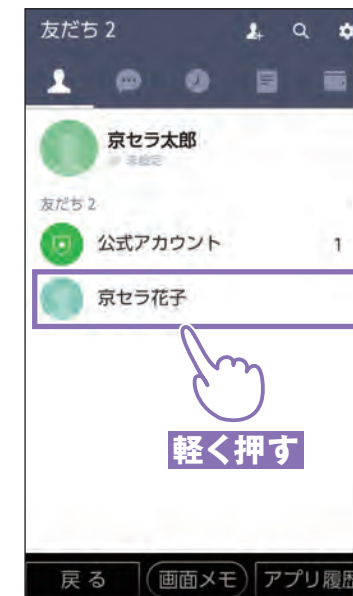 友だち 2
京セラ太郎
未設定
友だち 2
公式アカウント 1
京セラ花子
軽く押す
戻る 画面メモ アプリ履歴